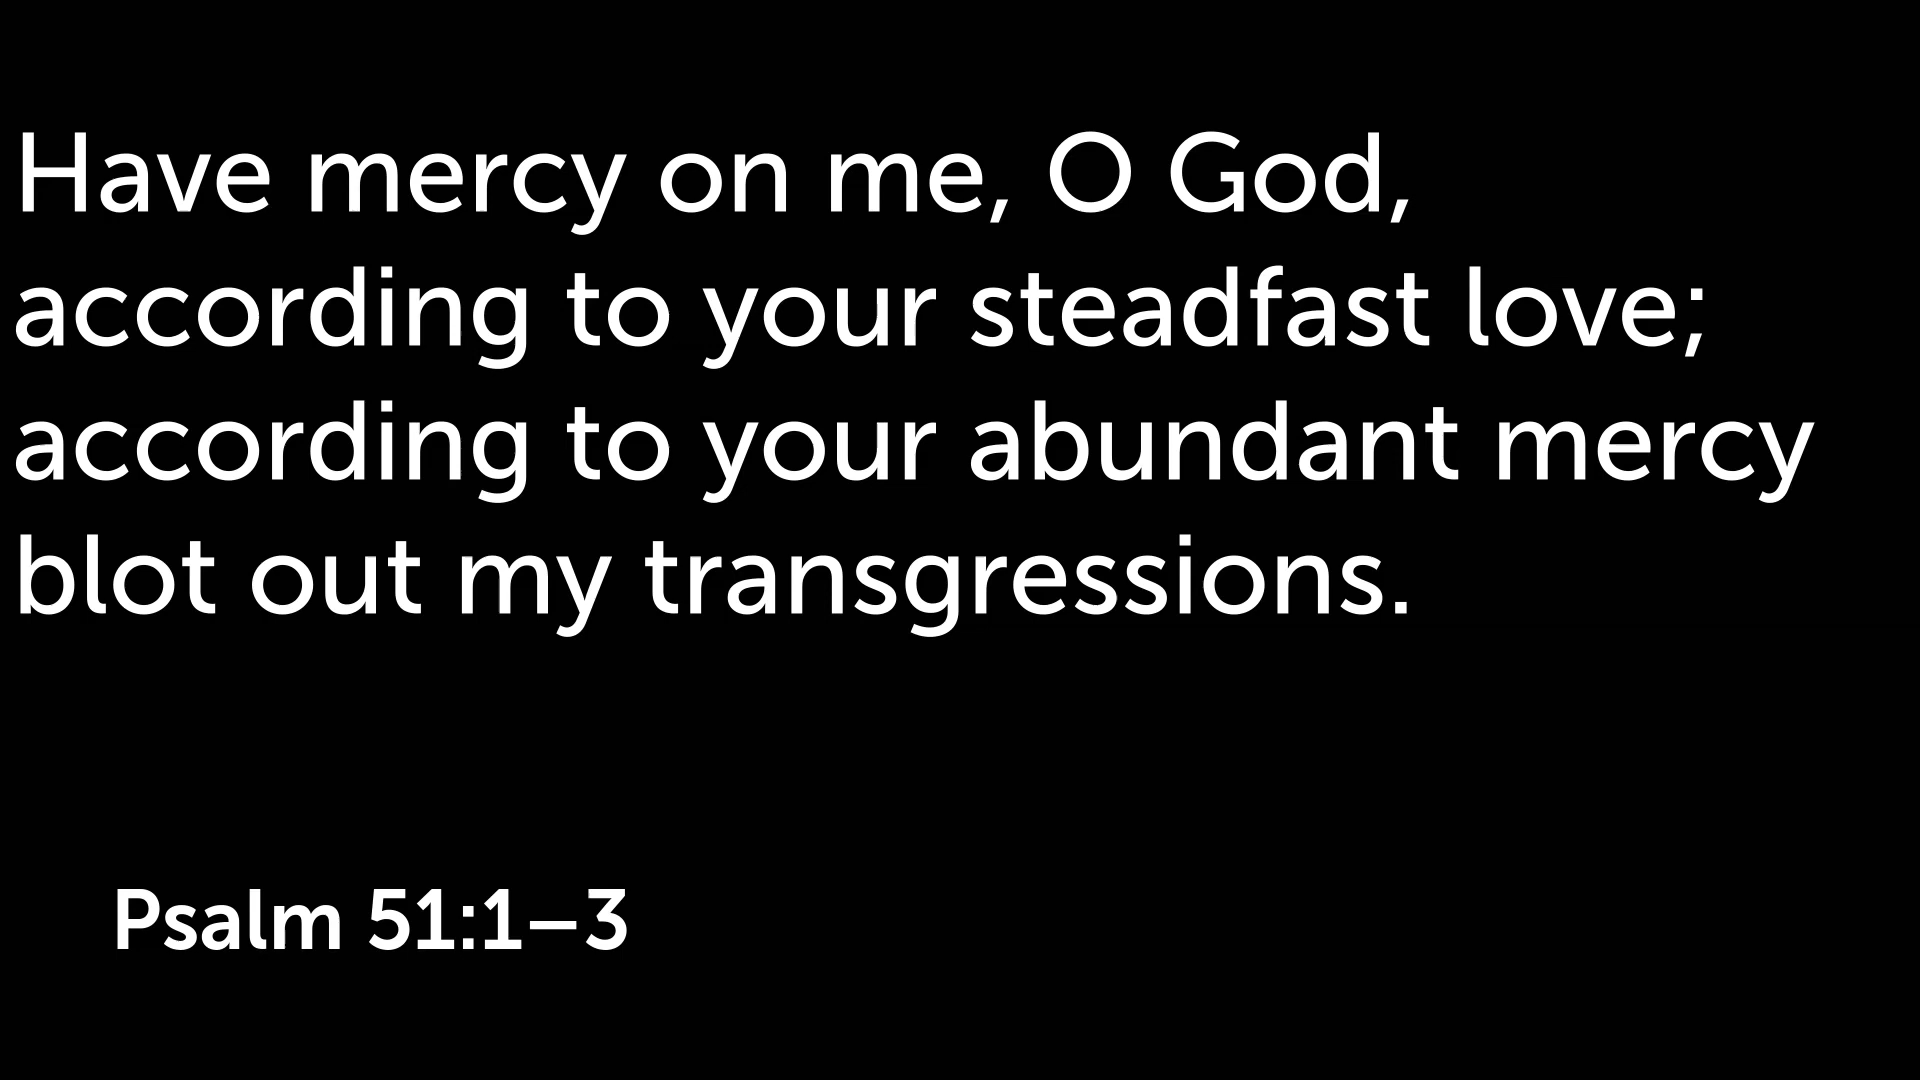 Have mercy on me, O God,
according to your steadfast love;
according to your abundant mercy
blot out my transgressions.
Psalm 51:1–3